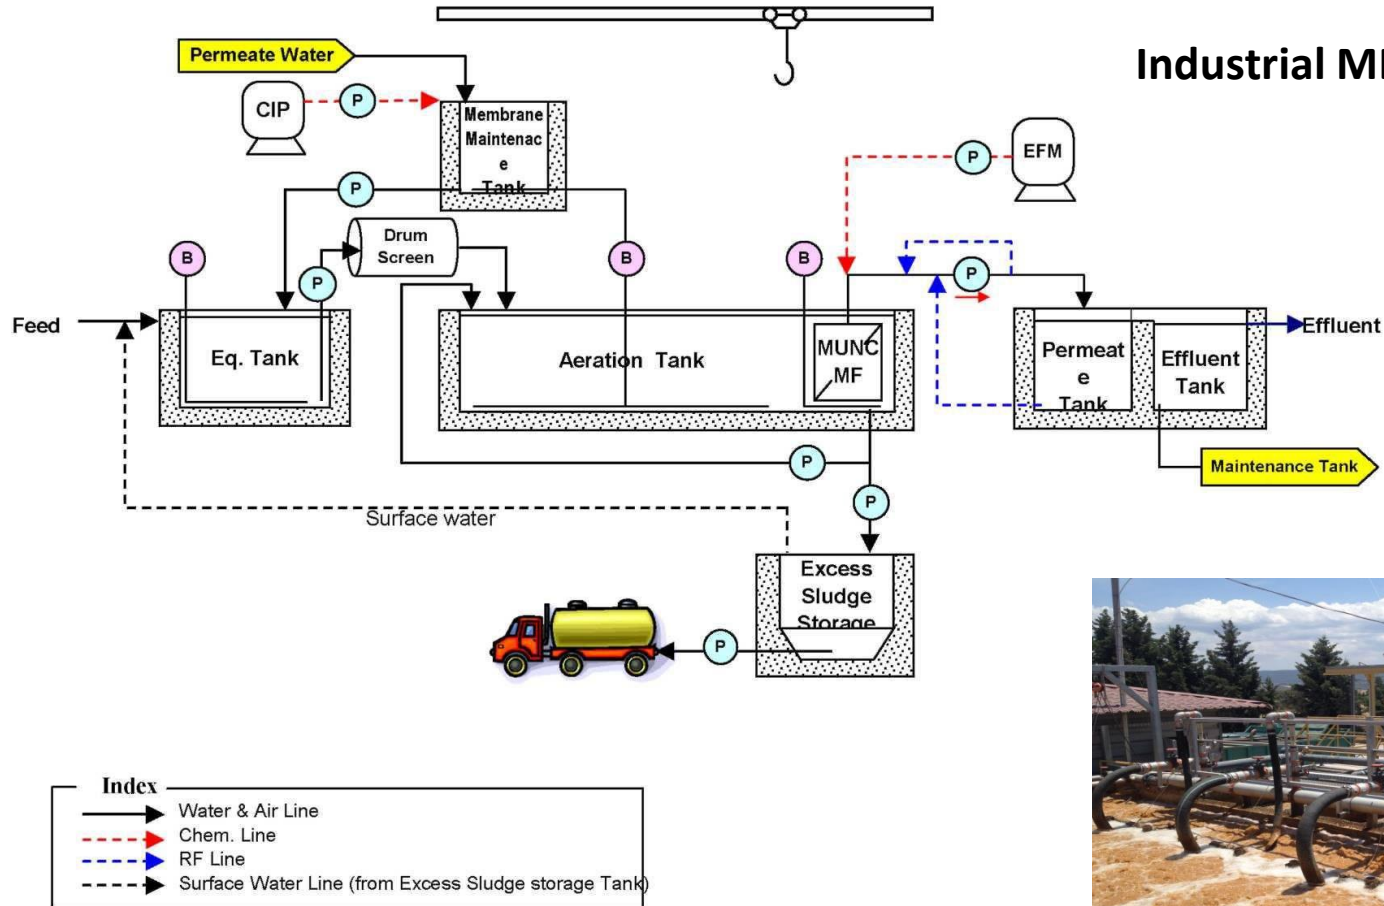 Industrial M
Permeate Water
CIP
P
Membrane
Maintenac
e
Tank
P
EFM
P
Drum
Screen
B
P
B
B
P
Feed
Eq. Tank
Aeration Tank
MUNC
MF
Permeat
e
Tank
Effluent
Tank
Effluent
P
Maintenance Tank
P
Surface water
Excess
Sludge
Storage
P
Index
Water & Air Line
Chem. Line
RF Line
Surface Water Line (from Excess Sludge storage Tank)